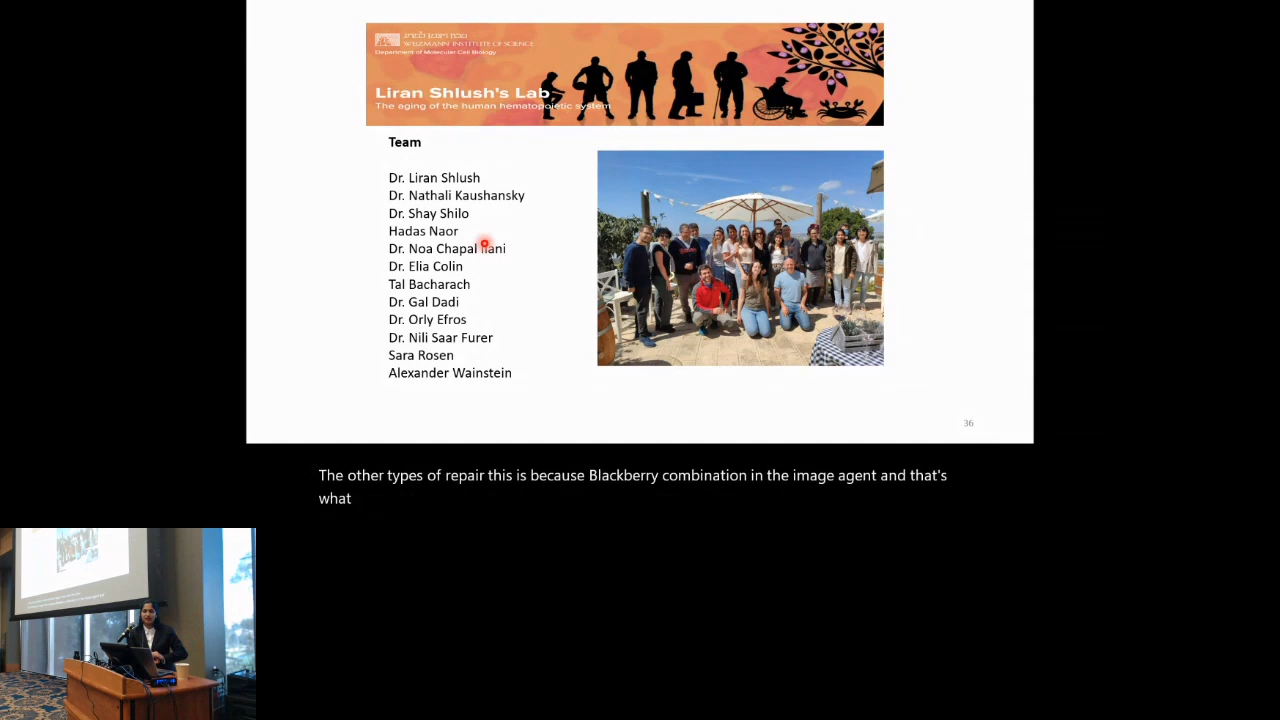 מכון ויצמן למדע
WEIZMANN INSTITUTE OF SCIENCE
Department of Molecular Cell Biology
Liran Shlush's Lab
The aging of the human hematopoietic system
Team
Dr. Liran Shlush
Dr. Nathali Kaushansky
Dr. Shay Shilo
Hadas Naor
Dr. Noa Chapal Ilani
Dr. Elia Colin
Tal Bacharach
Dr. Gal Dadi
Dr. Orly Efros
Dr. Nili Saar Furer
Sara Rosen
Alexander Wainstein
36
The other types of repair this is because Blackberry combination in the image agent and that's
what